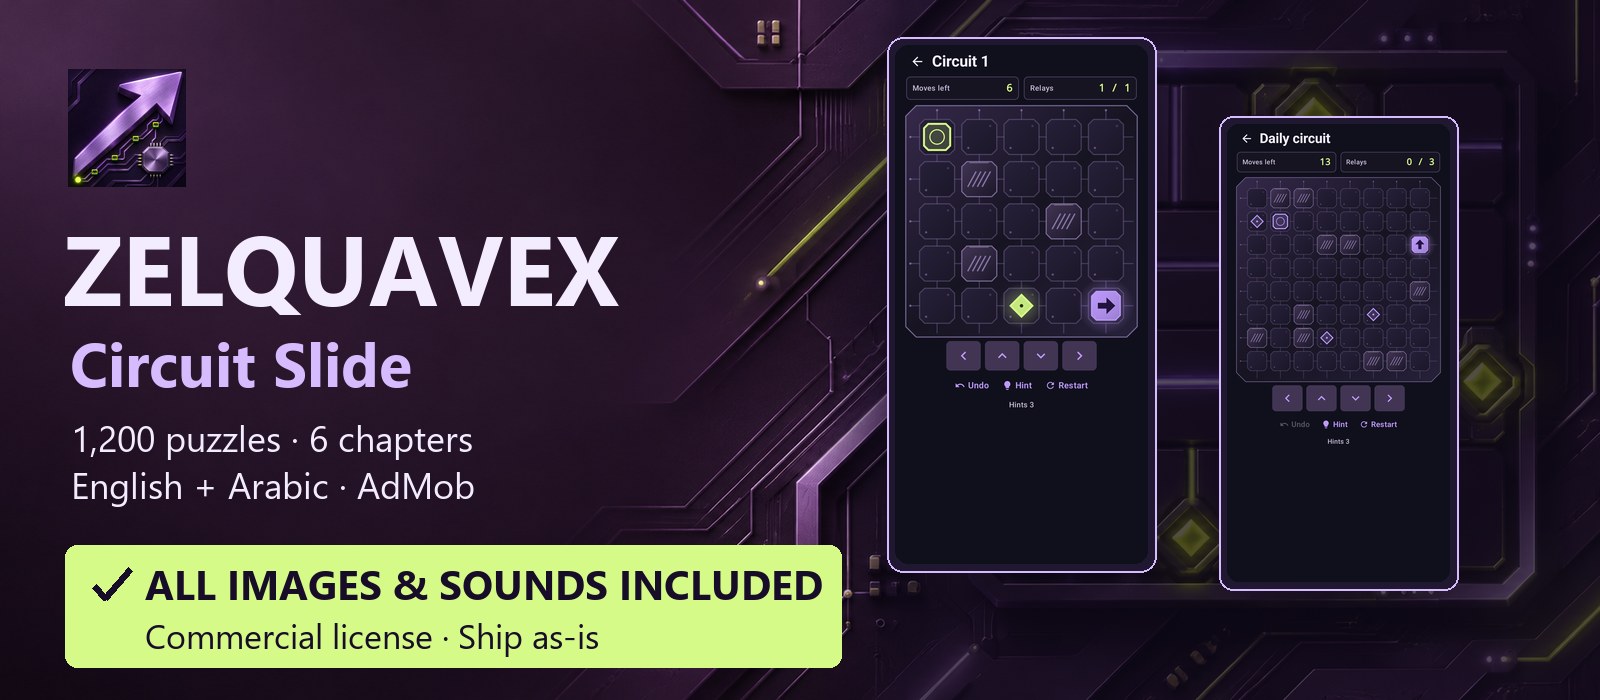 ZELQUAVEX
Circuit Slide
1,200 puzzles · 6 chapters
English + Arabic · AdMob
ALL IMAGES & SOUNDS INCLUDED
Commercial license · Ship as-is
Circuit 1
Moves left 6 Relays 1 / 1
Undo Hint Restart
Hints 3
Daily circuit
Moves left 13 Relays 0 / 3
Undo Hint Restart
Hints 3